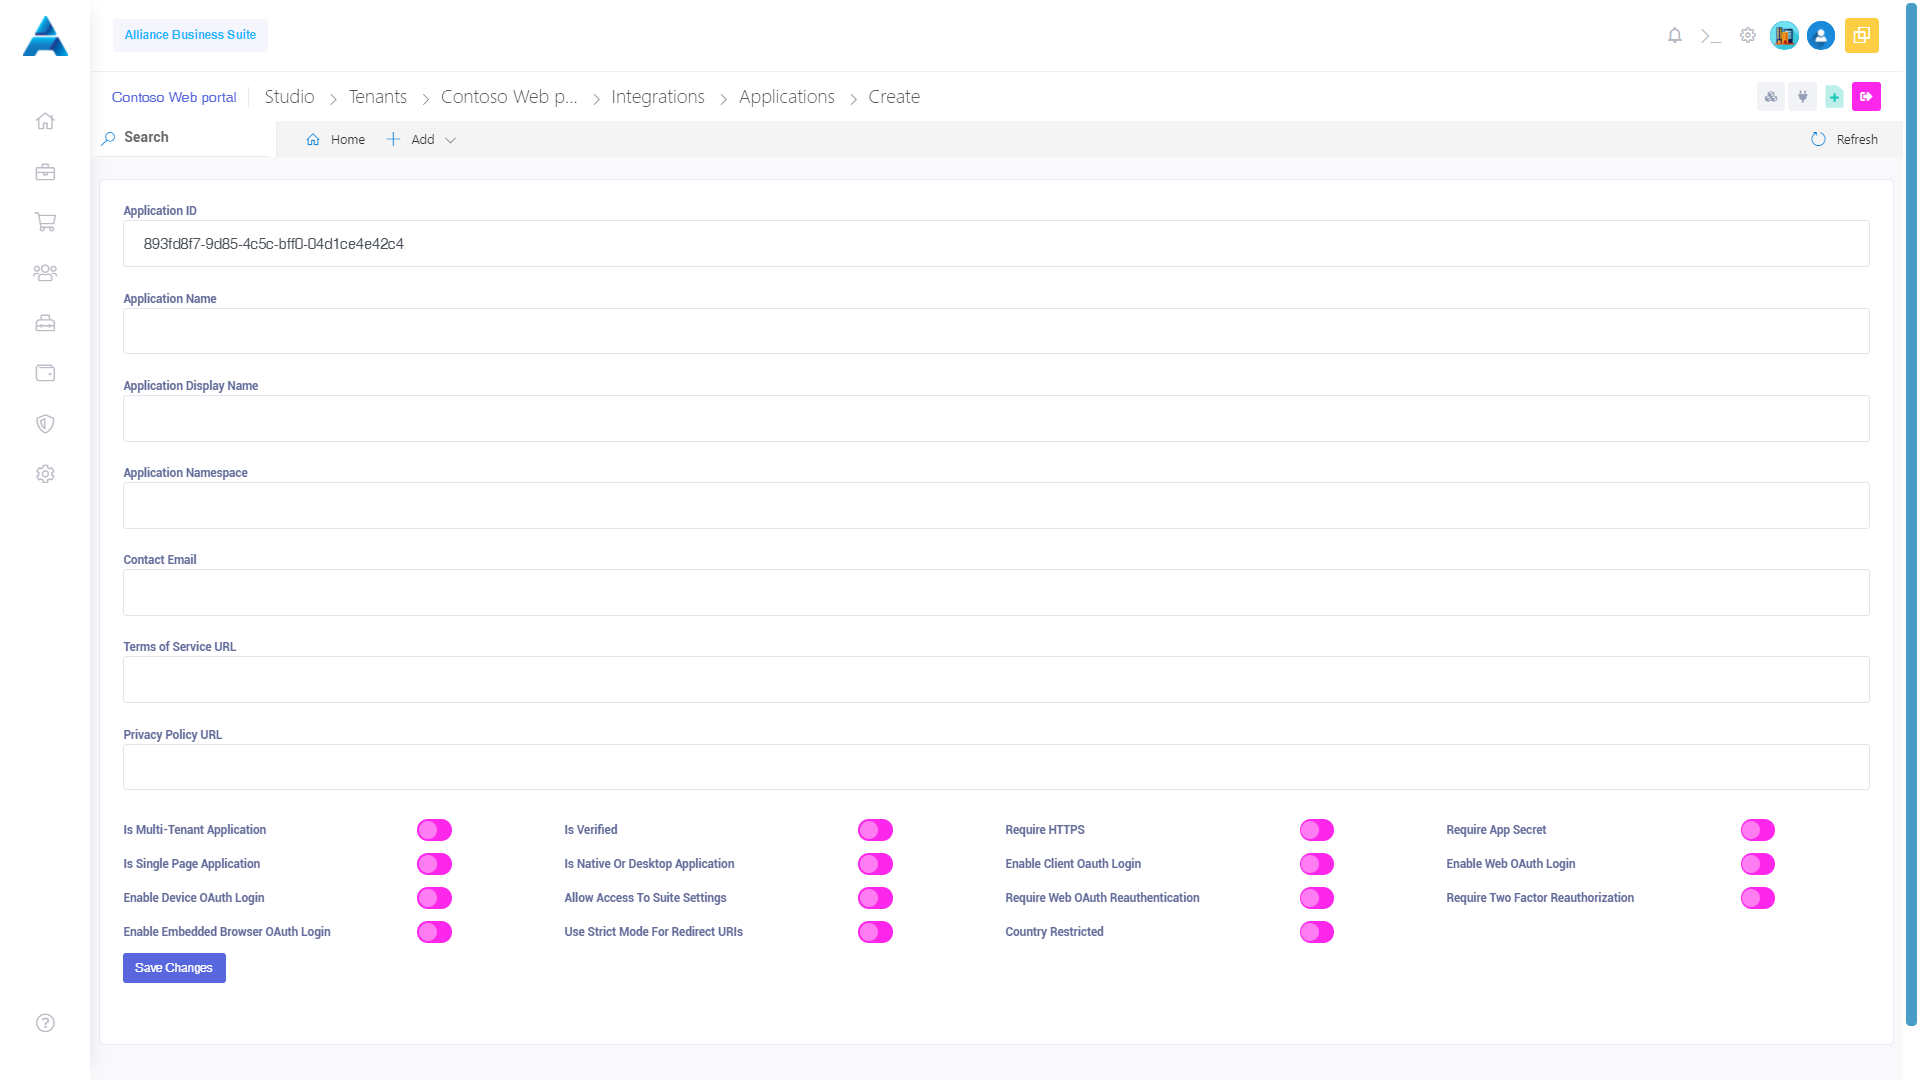 Alliance Business Suite
Contoso Web portal
Studio > Tenants > Contoso Web p... > Integrations > Applications > Create
Search
Home
Add
Refresh
Application ID
893fd8f7-9d85-4c5c-bff0-04d1ce4e42c4
Application Name
Application Display Name
Application Namespace
Contact Email
Terms of Service URL
Privacy Policy URL
Is Multi-Tenant Application
Is Verified
Require HTTPS
Require App Secret
Is Single Page Application
Is Native Or Desktop Application
Enable Client Oauth Login
Enable Web OAuth Login
Enable Device OAuth Login
Allow Access To Suite Settings
Require Web OAuth Reauthentication
Require Two Factor Reauthorization
Enable Embedded Browser OAuth Login
Use Strict Mode For Redirect URIs
Country Restricted
Save Changes